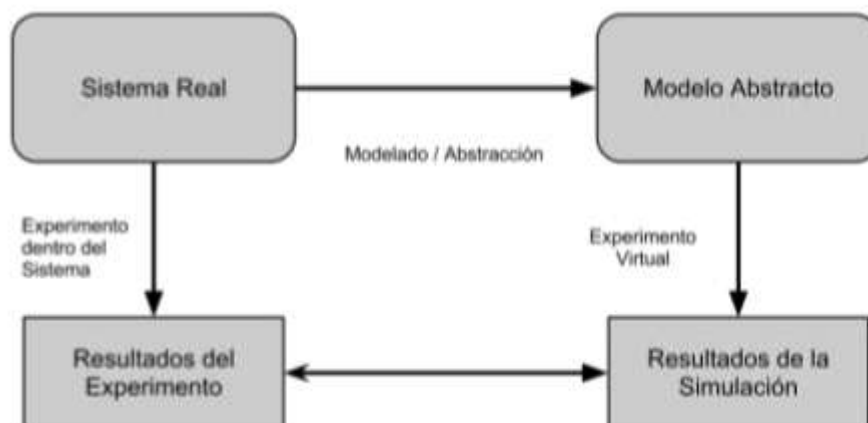 Sistema Real
Modelo Abstracto
Modelado / Abstracción
Experimento
dentro del
Sistema
Experimento
Virtual
Resultados del
Experimento
Resultados de la
Simulación